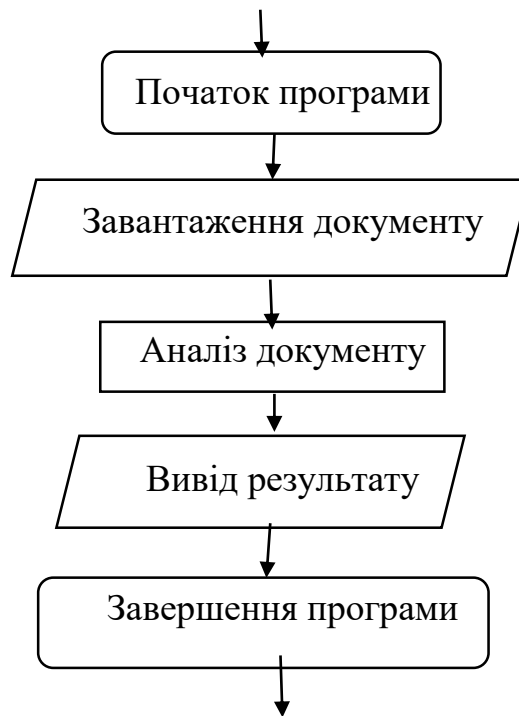 Початок програми
Завантаження документу
Аналіз документу
Вивід результату
Завершення програми